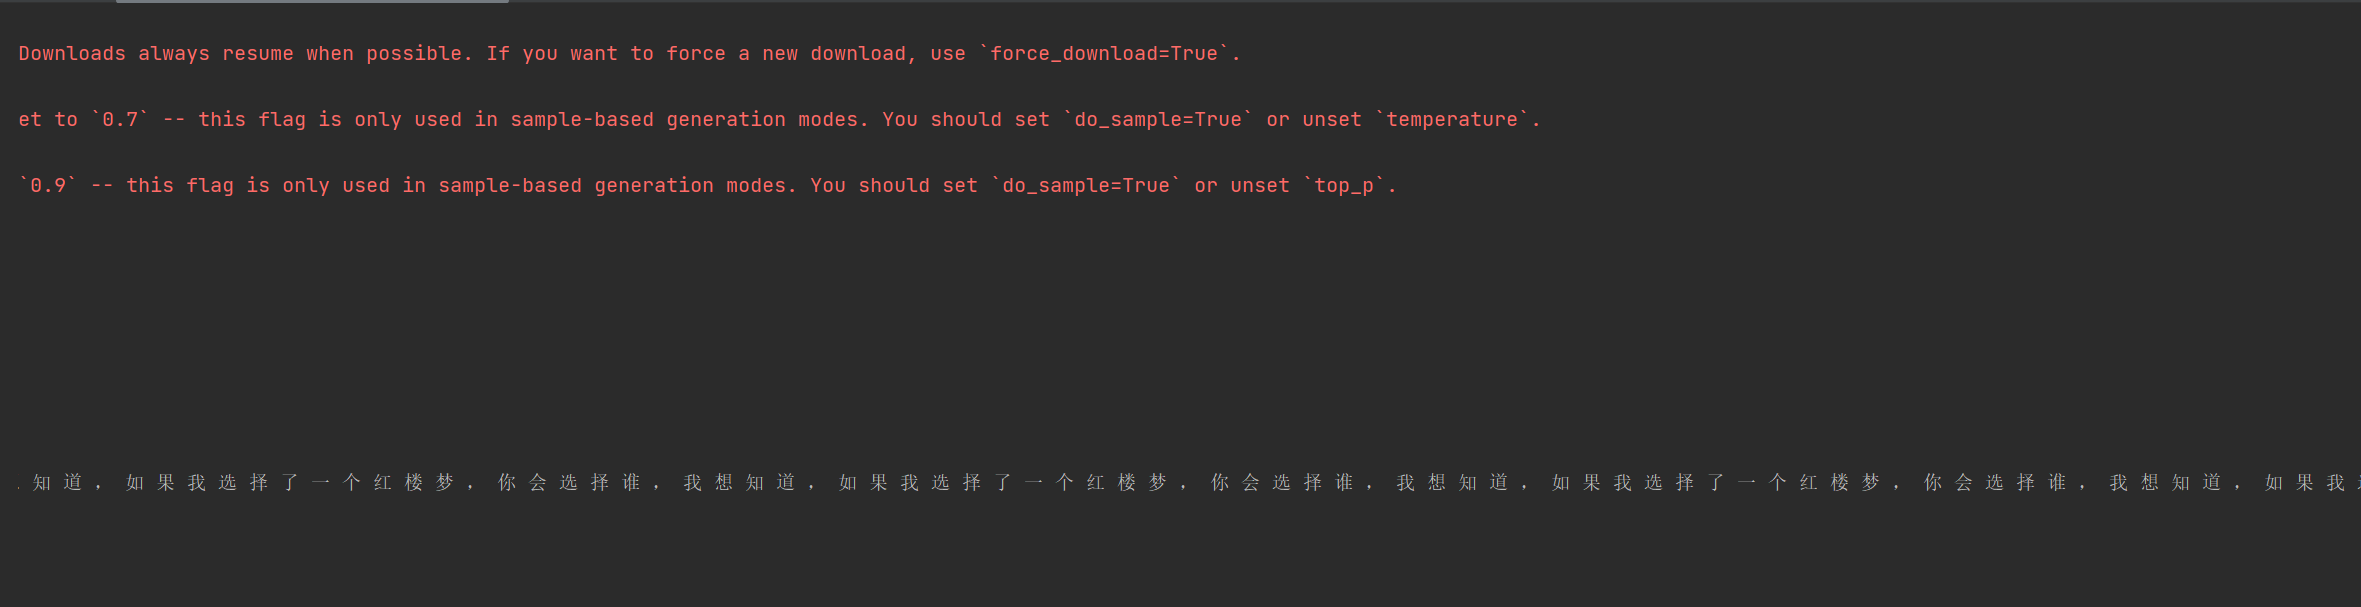 Downloads always resume when possible. If you want to force a new download, use `force_download=True`.
et to `0.7` -- this flag is only used in sample-based generation modes. You should set `do_sample=True` or unset `temperature`.
`0.9` -- this flag is only used in sample-based generation modes. You should set `do_sample=True` or unset `top_p`.
知 道 , 如 果 我 选 择 了 一 个 红 楼 梦 , 你 会 选 择 谁 , 我 想 知 道 , 如 果 我 选 择 了 一 个 红 楼 梦 , 你 会 选 择 谁 , 我 想 知 道 , 如 果 我 选 择 了 一 个 红 楼 梦 , 你 会 选 择 谁 , 我 想 知 道 , 如 果 我